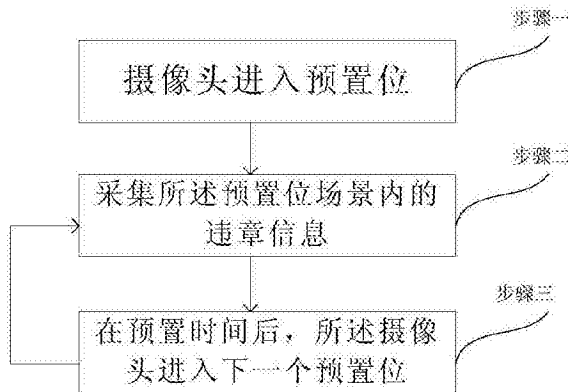 步骤一
摄像头进入预置位
步骤二
采集所述预置位场景内的
违章信息
步骤三
在预置时间后，所述摄像
头进入下一个预置位